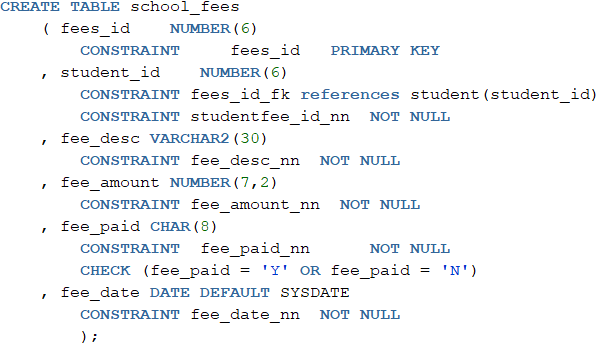 CREATE TABLE school_fees
( fees_id NUMBER(6)
CONSTRAINT fees_id PRIMARY KEY
, student_id NUMBER(6)
CONSTRAINT fees_id_fk references student(student_id)
CONSTRAINT studentfee_id_nn NOT NULL
, fee_desc VARCHAR2(30)
CONSTRAINT fee_desc_nn NOT NULL
, fee_amount NUMBER(7,2)
CONSTRAINT fee_amount_nn NOT NULL
, fee_paid CHAR(8)
CONSTRAINT fee_paid_nn NOT NULL
CHECK (fee_paid = 'Y' OR fee_paid = 'N')
, fee_date DATE DEFAULT SYSDATE
CONSTRAINT fee_date_nn NOT NULL
);